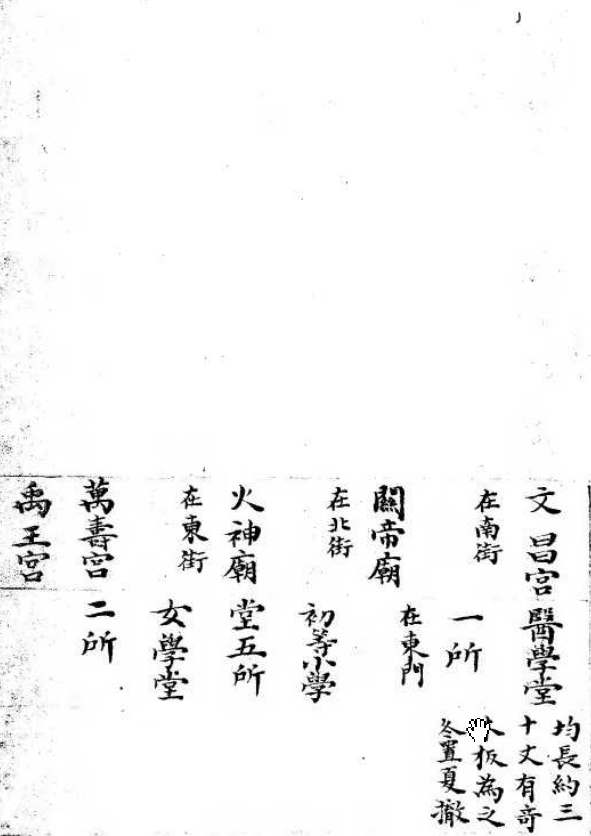 文昌宮
在南街
關帝廟
在北街
火神廟
在東街
萬壽宮
禹王宮
醫學堂
一所
在東門
初等小學
堂五所
女學堂
二所
均長約三
十丈有奇
木板為之
冬置夏撤